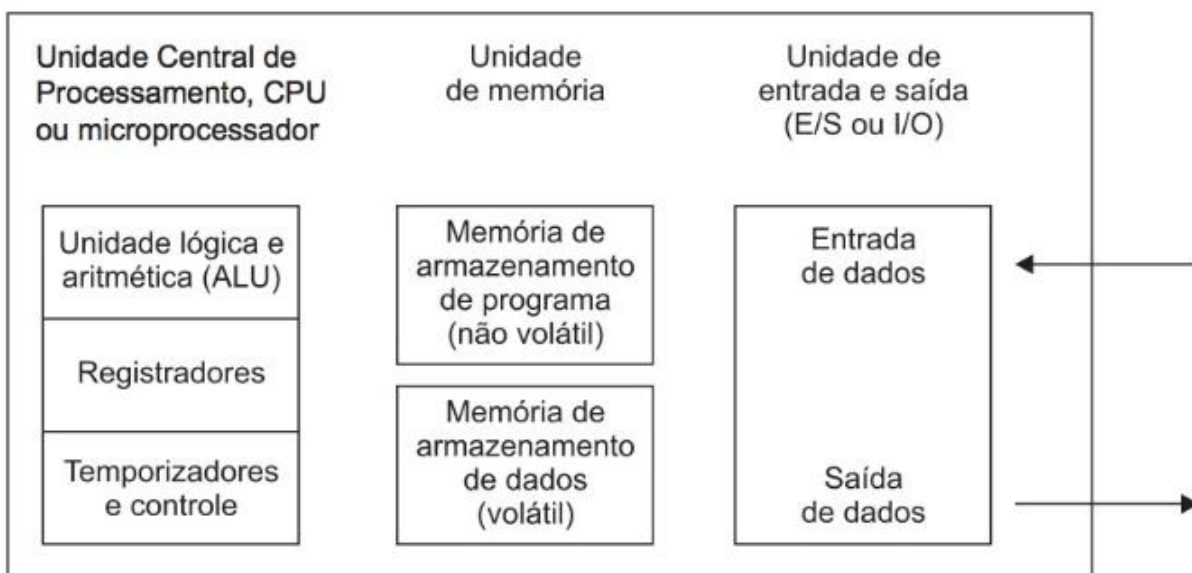 Unidade Central de
Processamento, CPU
ou microprocessador
Unidade
de memória
Unidade de
entrada e saída
(E/S ou I/O)
Unidade lógica e
aritmética (ALU)
Registradores
Temporizadores
e controle
Memória de
armazenamento
de programa
(não volátil)
Memória de
armazenamento
de dados
(volátil)
Entrada
de dados
Saída
de dados